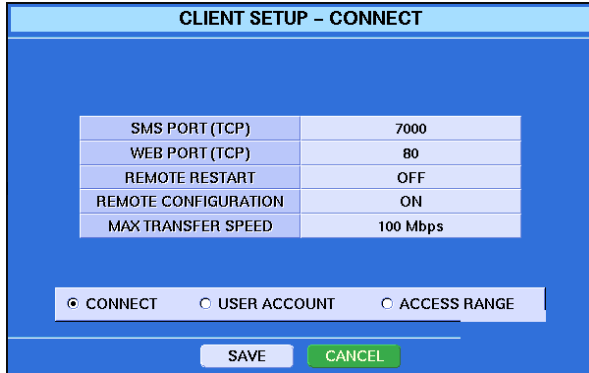 CLIENT SETUP – CONNECT
SMS PORT (TCP) 7000
WEB PORT (TCP) 80
REMOTE RESTART OFF
REMOTE CONFIGURATION ON
MAX TRANSFER SPEED 100 Mbps
CONNECT USER ACCOUNT ACCESS RANGE
SAVE CANCEL